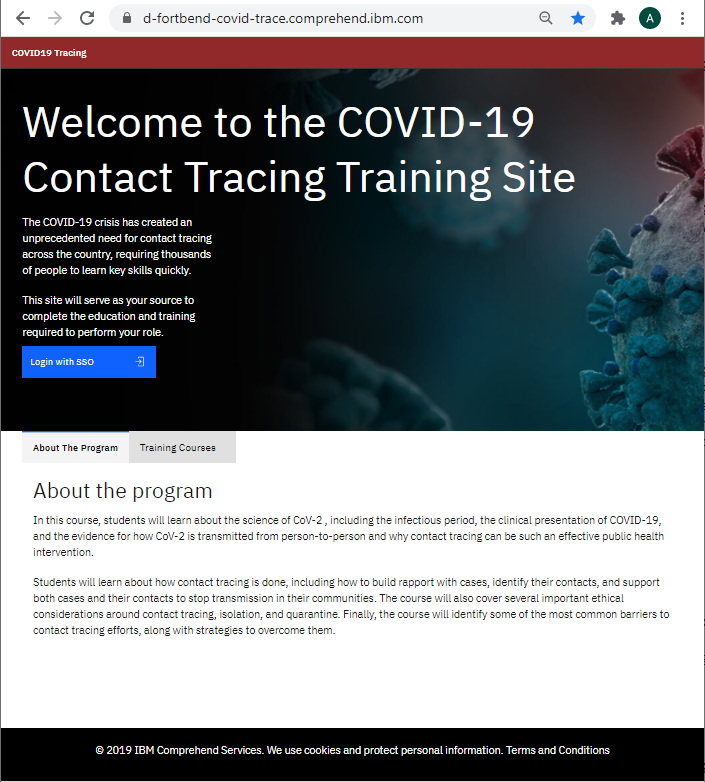 d-fortbend-covid-trace.comprehend.ibm.com
A
COVID19 Tracing
Welcome to the COVID-19
Contact Tracing Training Site
The COVID-19 crisis has created an
unprecedented need for contact tracing
across the country, requiring thousands
of people to learn key skills quickly.
This site will serve as your source to
complete the education and training
required to perform your role.
Login with SSO
About The Program
Training Courses
About the program
In this course, students will learn about the science of CoV-2 , including the infectious period, the clinical presentation of COVID-19,
and the evidence for how CoV-2 is transmitted from person-to-person and why contact tracing can be such an effective public health
intervention.
Students will learn about how contact tracing is done, including how to build rapport with cases, identify their contacts, and support
both cases and their contacts to stop transmission in their communities. The course will also cover several important ethical
considerations around contact tracing, isolation, and quarantine. Finally, the course will identify some of the most common barriers to
contact tracing efforts, along with strategies to overcome them.
© 2019 IBM Comprehend Services. We use cookies and protect personal information. Terms and Conditions